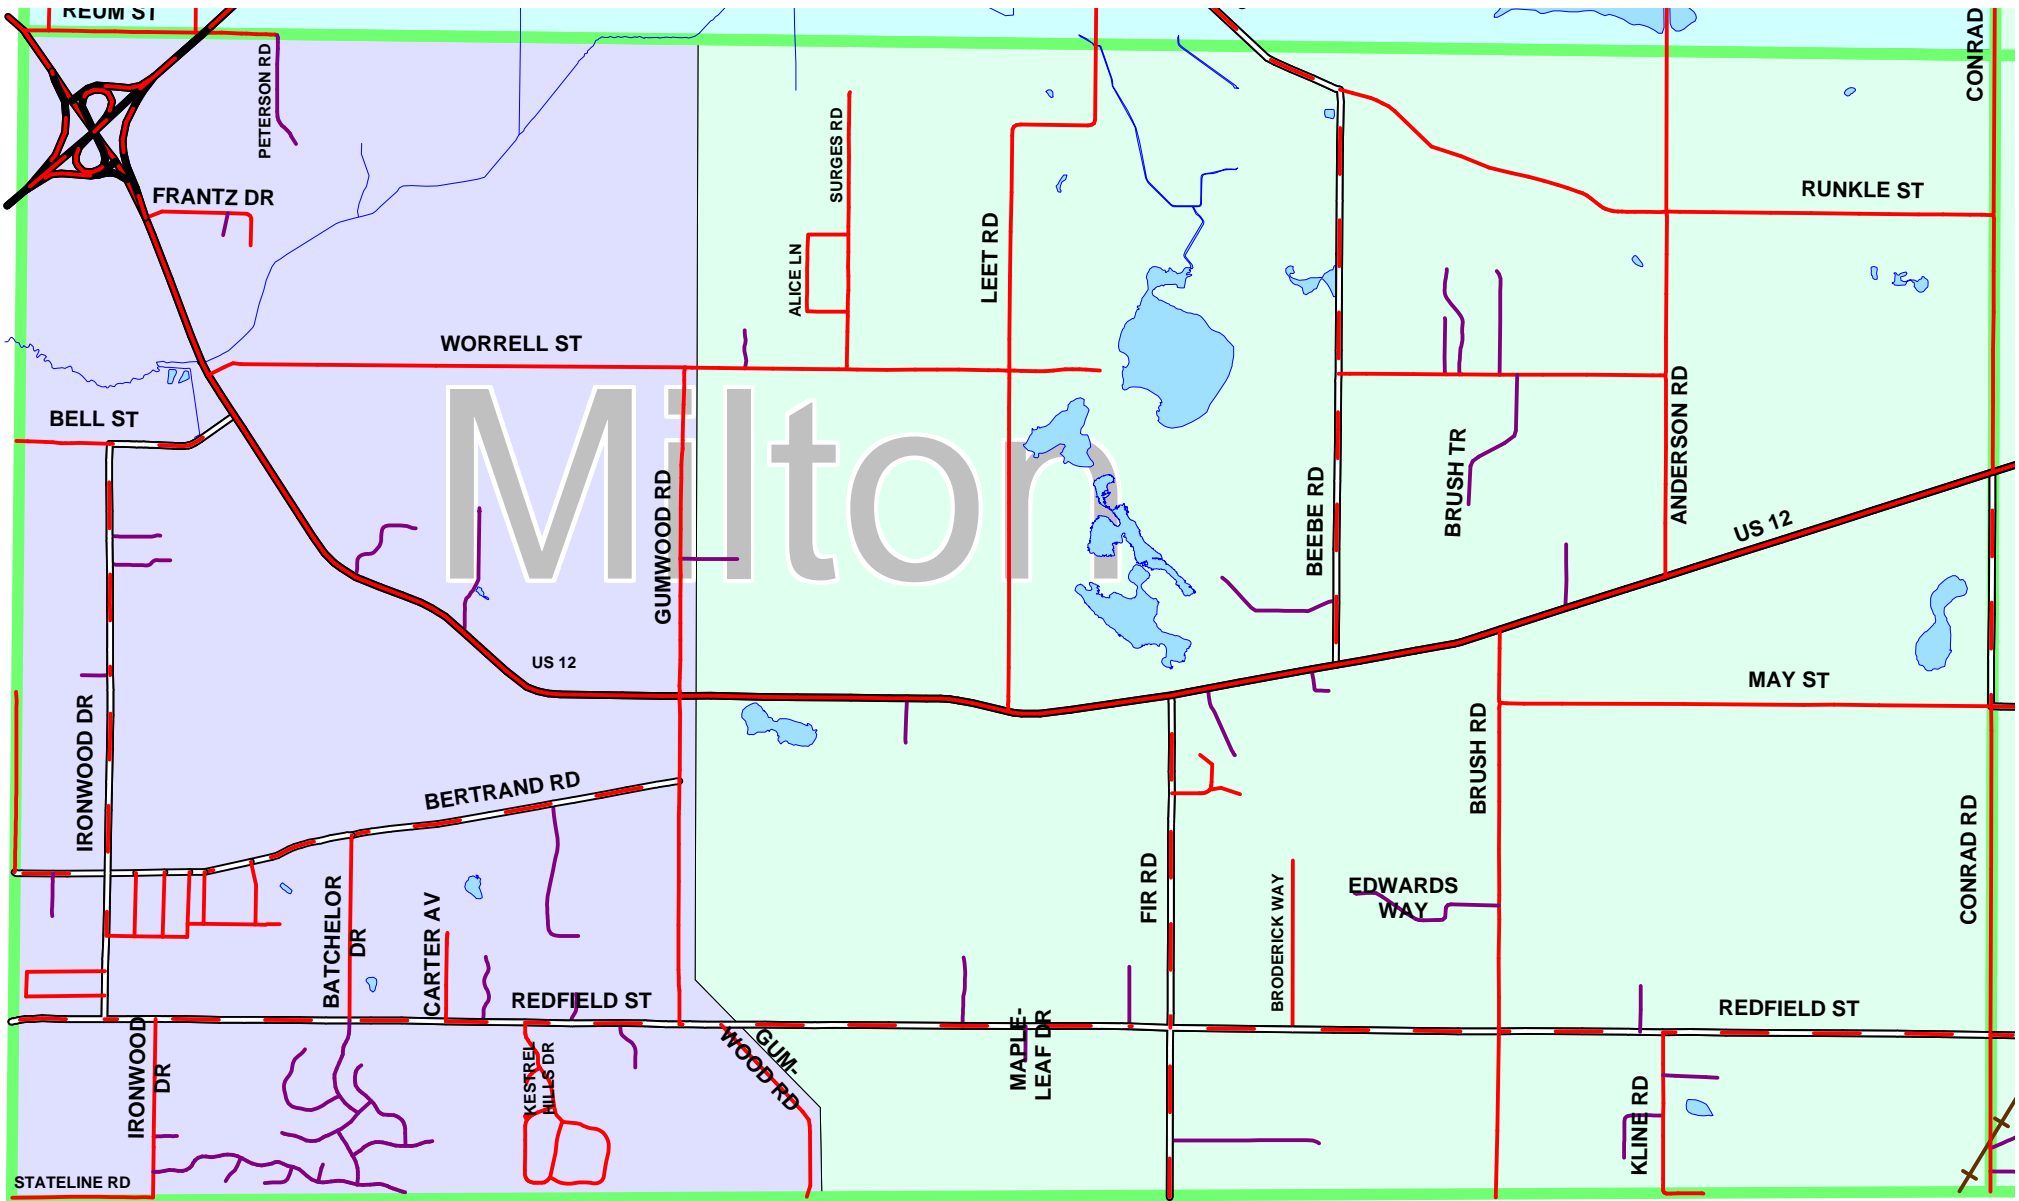 REUM ST
PETERSON RD
CONRAD
FRANTZ DR
SURGES RD
RUNKLE ST
LEET RD
ALICE LN
WORRELL ST
Milton
BELL ST
ANDERSON RD
BRUSH TR
GUMWOOD RD
BEEBE RD
US 12
US 12
MAY ST
IRONWOOD DR
BRUSH RD
BERTRAND RD
CONRAD RD
FIR RD
EDWARDS
WAY
BATCHELOR
DR
CARTER AV
BRODERICK WAY
REDFIELD ST
REDFIELD ST
IRONWOOD
DR
KESTREL
HILLS DR
GUM-
WOOD RD
MAPLE-
LEAF DR
KLINE RD
STATELINE RD